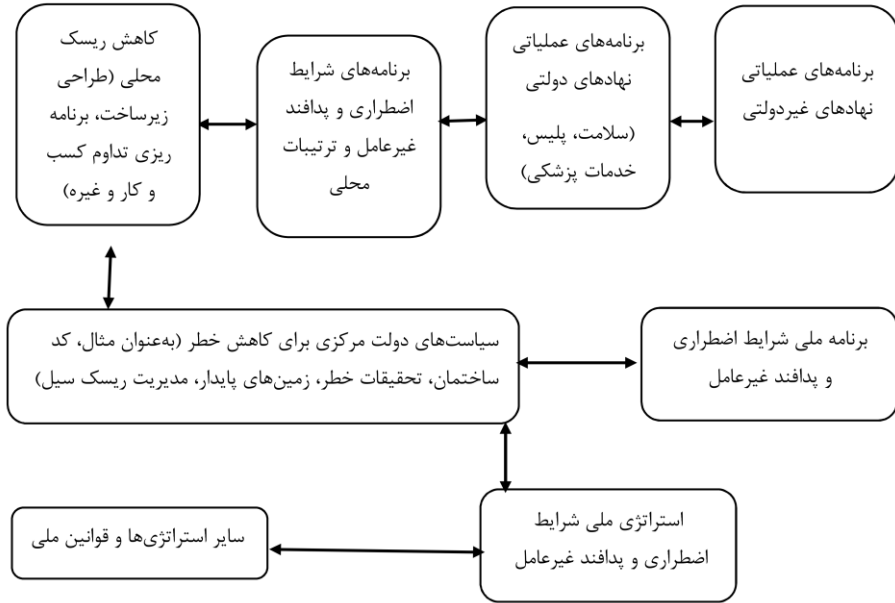 برنامه‌های عملیاتی
نهادهای غیردولتی
برنامه‌های عملیاتی
نهادهای دولتی
(سلامت، پلیس،
خدمات پزشکی)
برنامه‌های شرایط
اضطراری و پدافند
غیرعامل و ترتیبات
محلی
کاهش ریسک
محلی (طراحی
زیرساخت، برنامه
ریزی تداوم کسب
و کار و غیره)
برنامه ملی شرایط اضطراری
و پدافند غیرعامل
سیاست‌های دولت مرکزی برای کاهش خطر (به‌عنوان مثال، کد
ساختمان، تحقیقات خطر، زمین‌های پایدار، مدیریت ریسک سیل)
استراتژی ملی شرایط
اضطراری و پدافند غیرعامل
سایر استراتژی‌ها و قوانین ملی